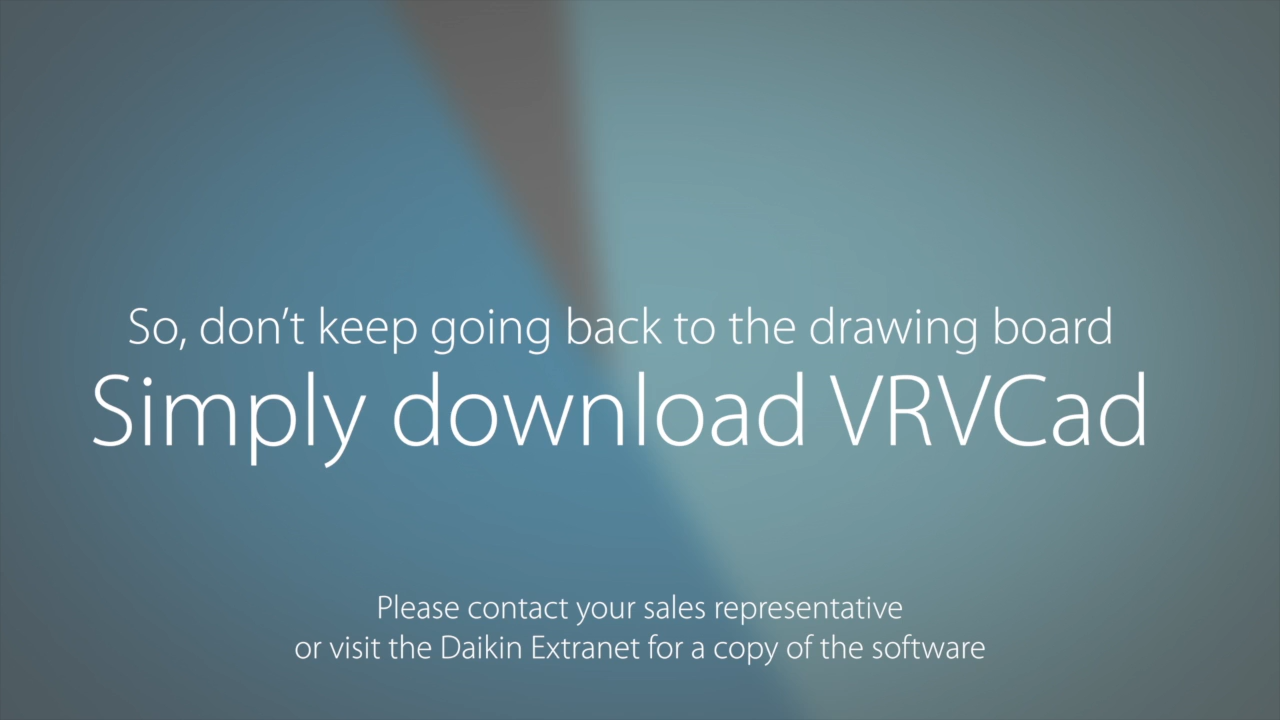 So, don’t keep going back to the drawing board
Simply download VRVCad
Please contact your sales representative
or visit the Daikin Extranet for a copy of the software